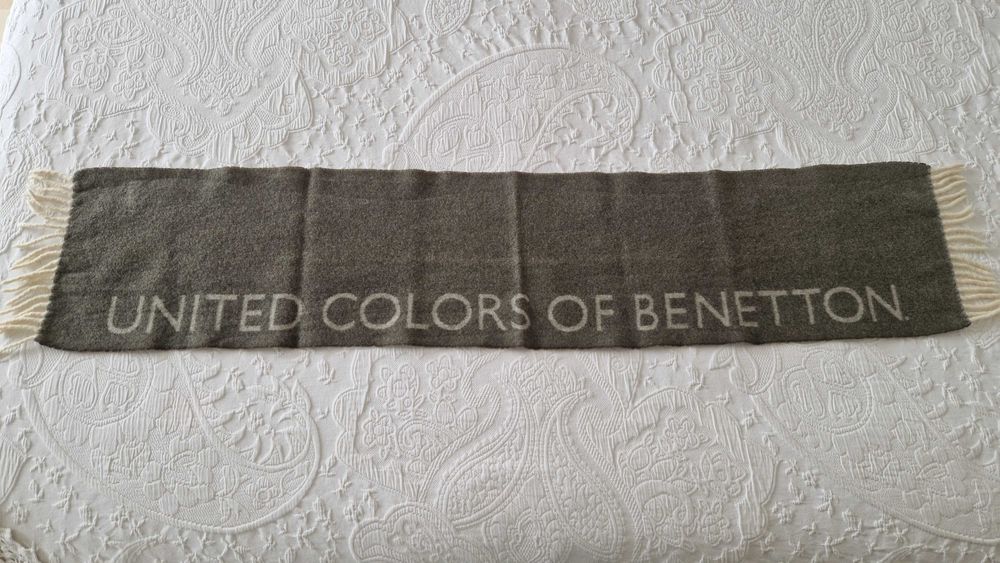 UNITED COLORS OF BENETTON.